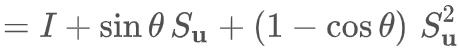 = I + sin θ S_u + (1 − cos θ) S_u^2